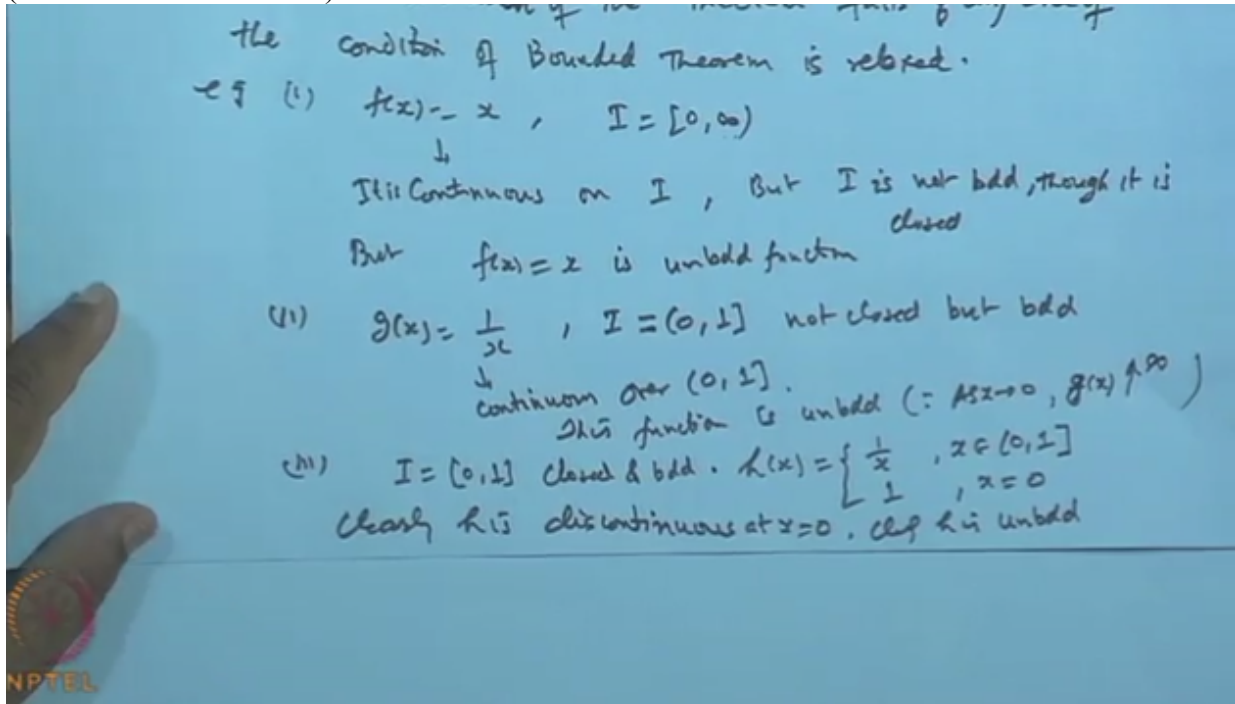 the condition of Bounded Theorem is relaxed.
eg (i) f(x) = x , I = [0,∞)
↓
It is Continuous on I , But I is not bdd, though it is
closed
But f(x) = x is unbdd function
(ii) g(x) = 1/x , I = (0,1] not closed but bdd
↓
continuous over (0,1].
This function is unbdd (∵ As x→0, g(x)↑∞)
(iii) I = [0,1] closed & bdd . h(x) = { 1/x , x∈(0,1]
1 , x=0
Clearly h is discontinuous at x=0. h is unbdd
NPTEL